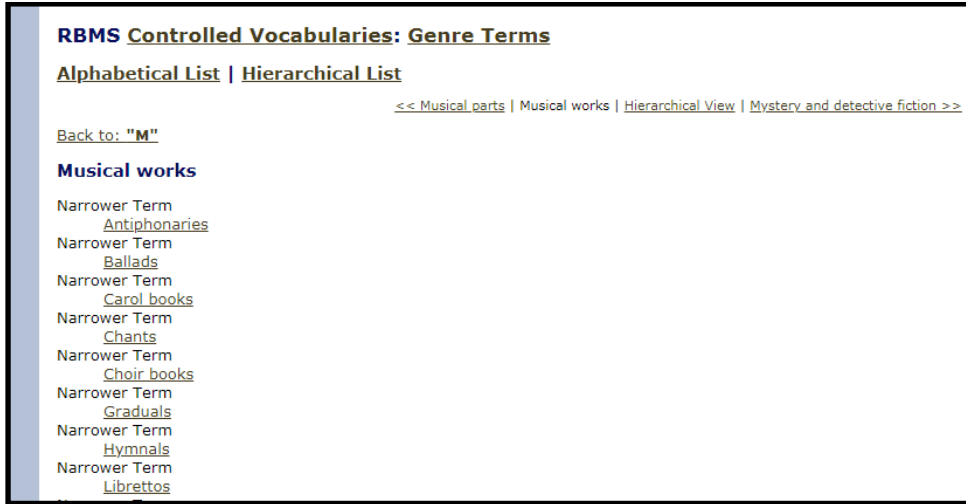 RBMS Controlled Vocabularies: Genre Terms
Alphabetical List | Hierarchical List
<< Musical parts | Musical works | Hierarchical View | Mystery and detective fiction >>
Back to: "M"
Musical works
Narrower Term
Antiphonaries
Narrower Term
Ballads
Narrower Term
Carol books
Narrower Term
Chants
Narrower Term
Choir books
Narrower Term
Graduals
Narrower Term
Hymnals
Narrower Term
Librettos